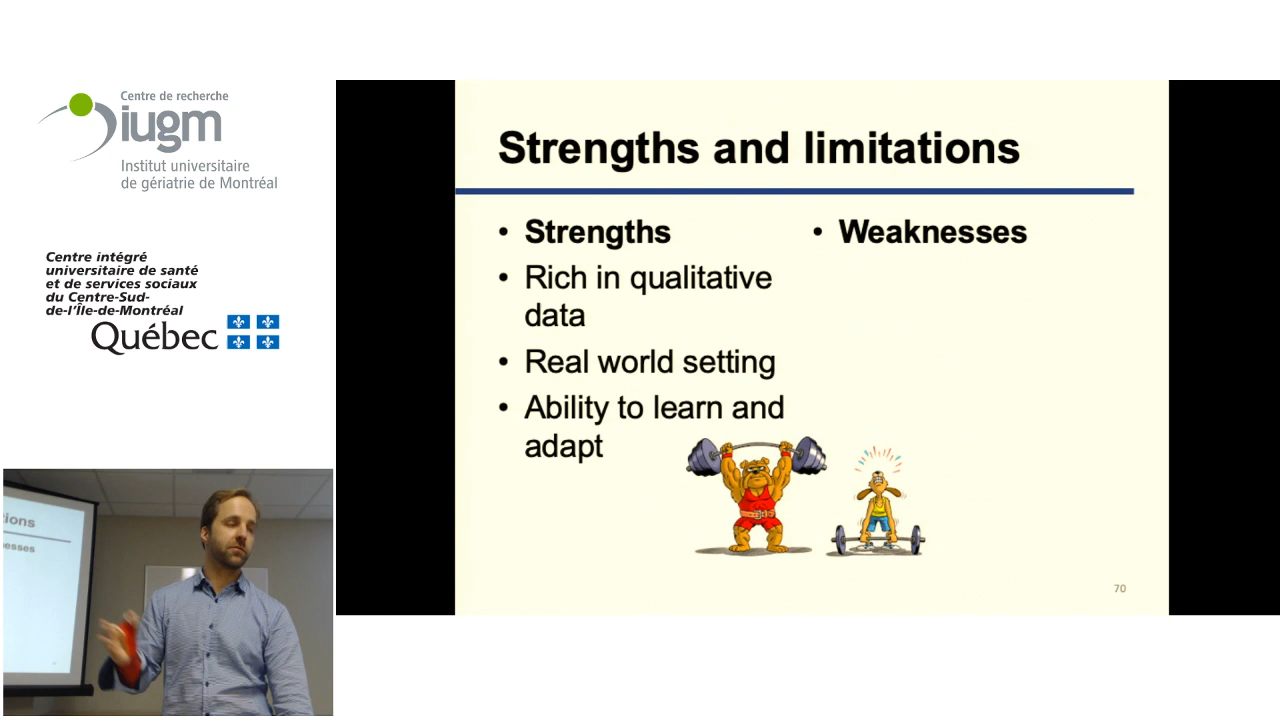 Centre de recherche
iugm
Institut universitaire
de gériatrie de Montréal
Centre intégré
universitaire de santé
et de services sociaux
du Centre-Sud-
de-l'Île-de-Montréal
Québec
Strengths and limitations
• Strengths
• Rich in qualitative
data
• Real world setting
• Ability to learn and
adapt
• Weaknesses
70
tions
nesses